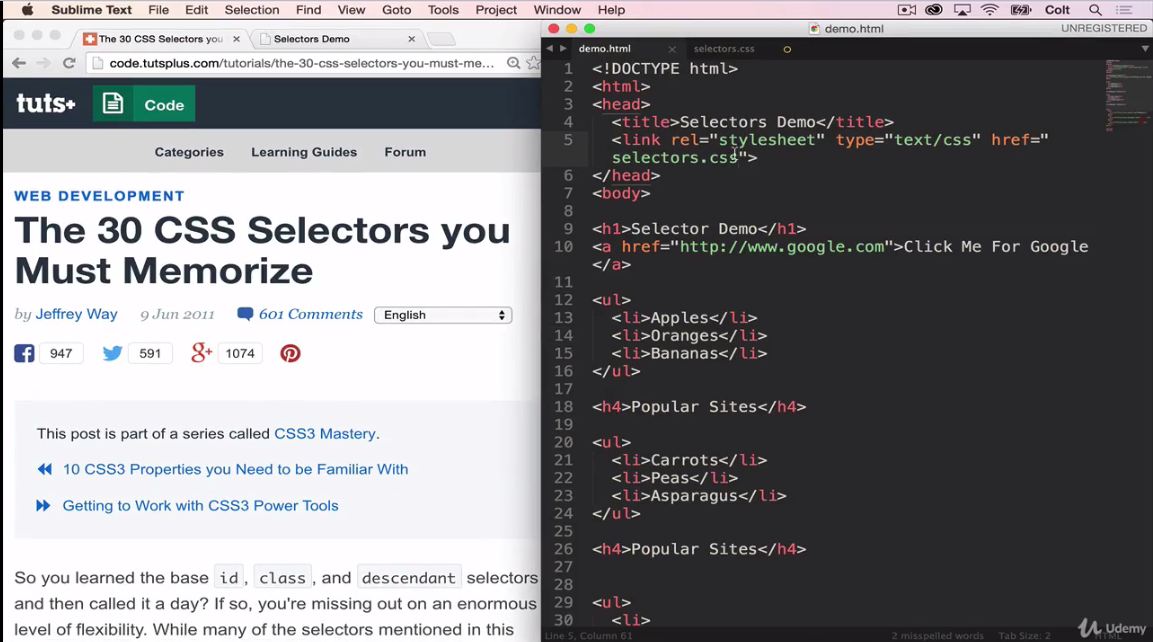 Sublime Text File Edit Selection Find View Goto Tools Project Window Help Colt
The 30 CSS Selectors you Selectors Demo
code.tutsplus.com/tutorials/the-30-css-selectors-you-must-me...
tuts+ Code
Categories Learning Guides Forum
WEB DEVELOPMENT
The 30 CSS Selectors you
Must Memorize
by Jeffrey Way 9 Jun 2011 601 Comments English
947 591 g+ 1074
This post is part of a series called CSS3 Mastery.
10 CSS3 Properties you Need to be Familiar With
Getting to Work with CSS3 Power Tools
So you learned the base id, class, and descendant selectors
and then called it a day? If so, you're missing out on an enormous
level of flexibility. While many of the selectors mentioned in this
demo.html UNREGISTERED
demo.html selectors.css
1 <!DOCTYPE html>
2 <html>
3 <head>
4 <title>Selectors Demo</title>
5 <link rel="stylesheet" type="text/css" href="
selectors.css">
6 </head>
7 <body>
8
9 <h1>Selector Demo</h1>
10 <a href="http://www.google.com">Click Me For Google
</a>
11
12 <ul>
13 <li>Apples</li>
14 <li>Oranges</li>
15 <li>Bananas</li>
16 </ul>
17
18 <h4>Popular Sites</h4>
19
20 <ul>
21 <li>Carrots</li>
22 <li>Peas</li>
23 <li>Asparagus</li>
24 </ul>
25
26 <h4>Popular Sites</h4>
27
28
29 <ul>
30 <li>
Line 5, Column 61 2 misspelled words Tab Size: 2 HTML
Udemy